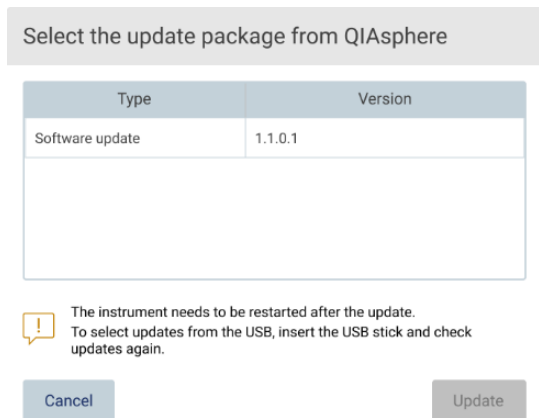 Select the update package from QIAsphere
Type Version
Software update 1.1.0.1
! The instrument needs to be restarted after the update.
To select updates from the USB, insert the USB stick and check
updates again.
Cancel Update